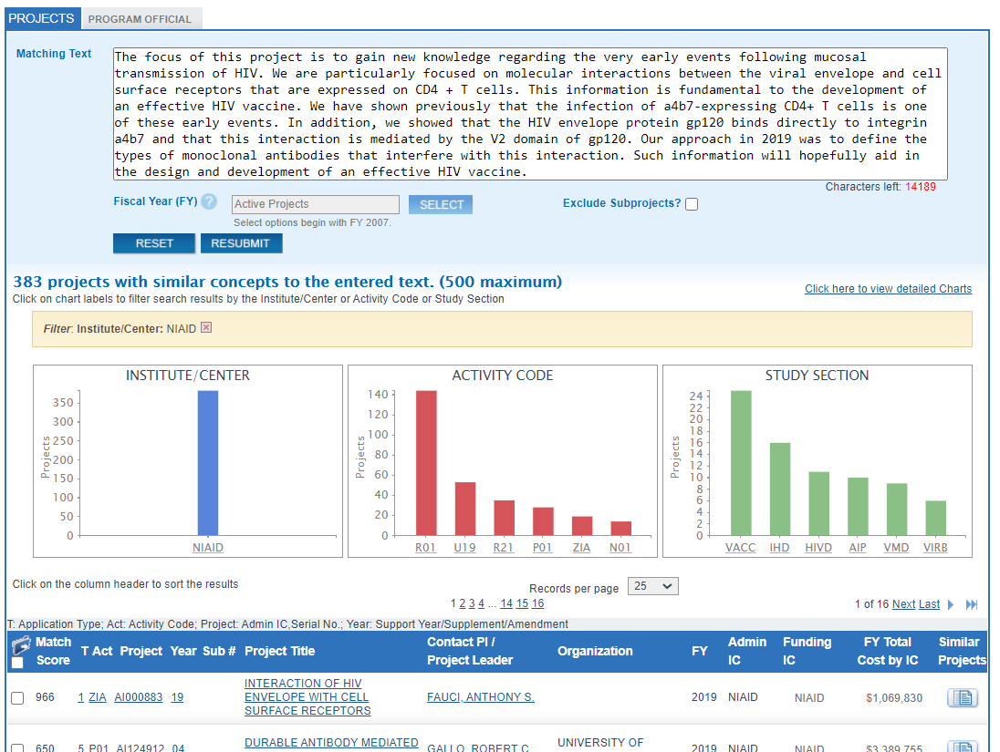 PROJECTS PROGRAM OFFICIAL
Matching Text
The focus of this project is to gain new knowledge regarding the very early events following mucosal
transmission of HIV. We are particularly focused on molecular interactions between the viral envelope and cell
surface receptors that are expressed on CD4 + T cells. This information is fundamental to the development of
an effective HIV vaccine. We have shown previously that the infection of a4b7-expressing CD4+ T cells is one
of these early events. In addition, we showed that the HIV envelope protein gp120 binds directly to integrin
a4b7 and that this interaction is mediated by the V2 domain of gp120. Our approach in 2019 was to define the
types of monoclonal antibodies that interfere with this interaction. Such information will hopefully aid in
the design and development of an effective HIV vaccine.
Characters left: 14189
Fiscal Year (FY) ? Active Projects SELECT Exclude Subprojects?
Select options begin with FY 2007.
RESET RESUBMIT
383 projects with similar concepts to the entered text. (500 maximum)
Click on chart labels to filter search results by the Institute/Center or Activity Code or Study Section
Click here to view detailed Charts
Filter: Institute/Center: NIAID
INSTITUTE/CENTER
Projects
350
300
250
200
150
100
50
0
NIAID
ACTIVITY CODE
Projects
140
120
100
80
60
40
20
0
R01 U19 R21 P01 ZIA N01
STUDY SECTION
Projects
24
22
20
18
16
14
12
10
8
6
4
2
0
VACC IHD HIVD AIP VMD VIRB
Click on the column header to sort the results
Records per page 25
1 2 3 4 ... 14 15 16
1 of 16 Next Last
T: Application Type; Act: Activity Code; Project: Admin IC,Serial No.; Year: Support Year/Supplement/Amendment
Match Score T Act Project Year Sub # Project Title Contact PI / Project Leader Organization FY Admin IC Funding IC FY Total Cost by IC Similar Projects
966 1 ZIA AI000883 19 INTERACTION OF HIV ENVELOPE WITH CELL SURFACE RECEPTORS FAUCI, ANTHONY S. 2019 NIAID NIAID $1,069,830
650 5 P01 AI124912 04 DURABLE ANTIBODY MEDIATED GALLO, ROBERT C UNIVERSITY OF 2019 NIAID NIAID $3,389,755